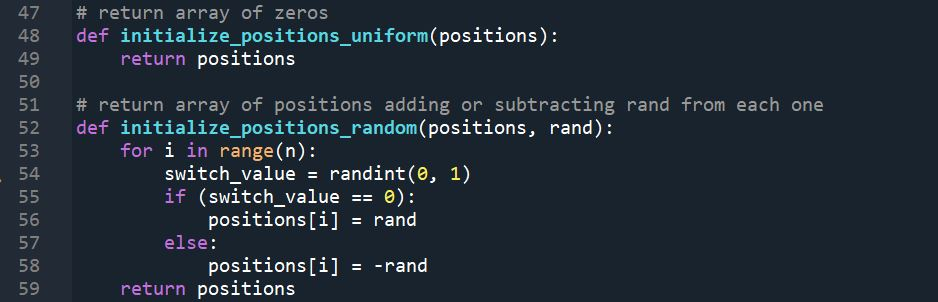 47 # return array of zeros
48 def initialize_positions_uniform(positions):
49     return positions
50
51 # return array of positions adding or subtracting rand from each one
52 def initialize_positions_random(positions, rand):
53     for i in range(n):
54         switch_value = randint(0, 1)
55         if (switch_value == 0):
56             positions[i] = rand
57         else:
58             positions[i] = -rand
59     return positions